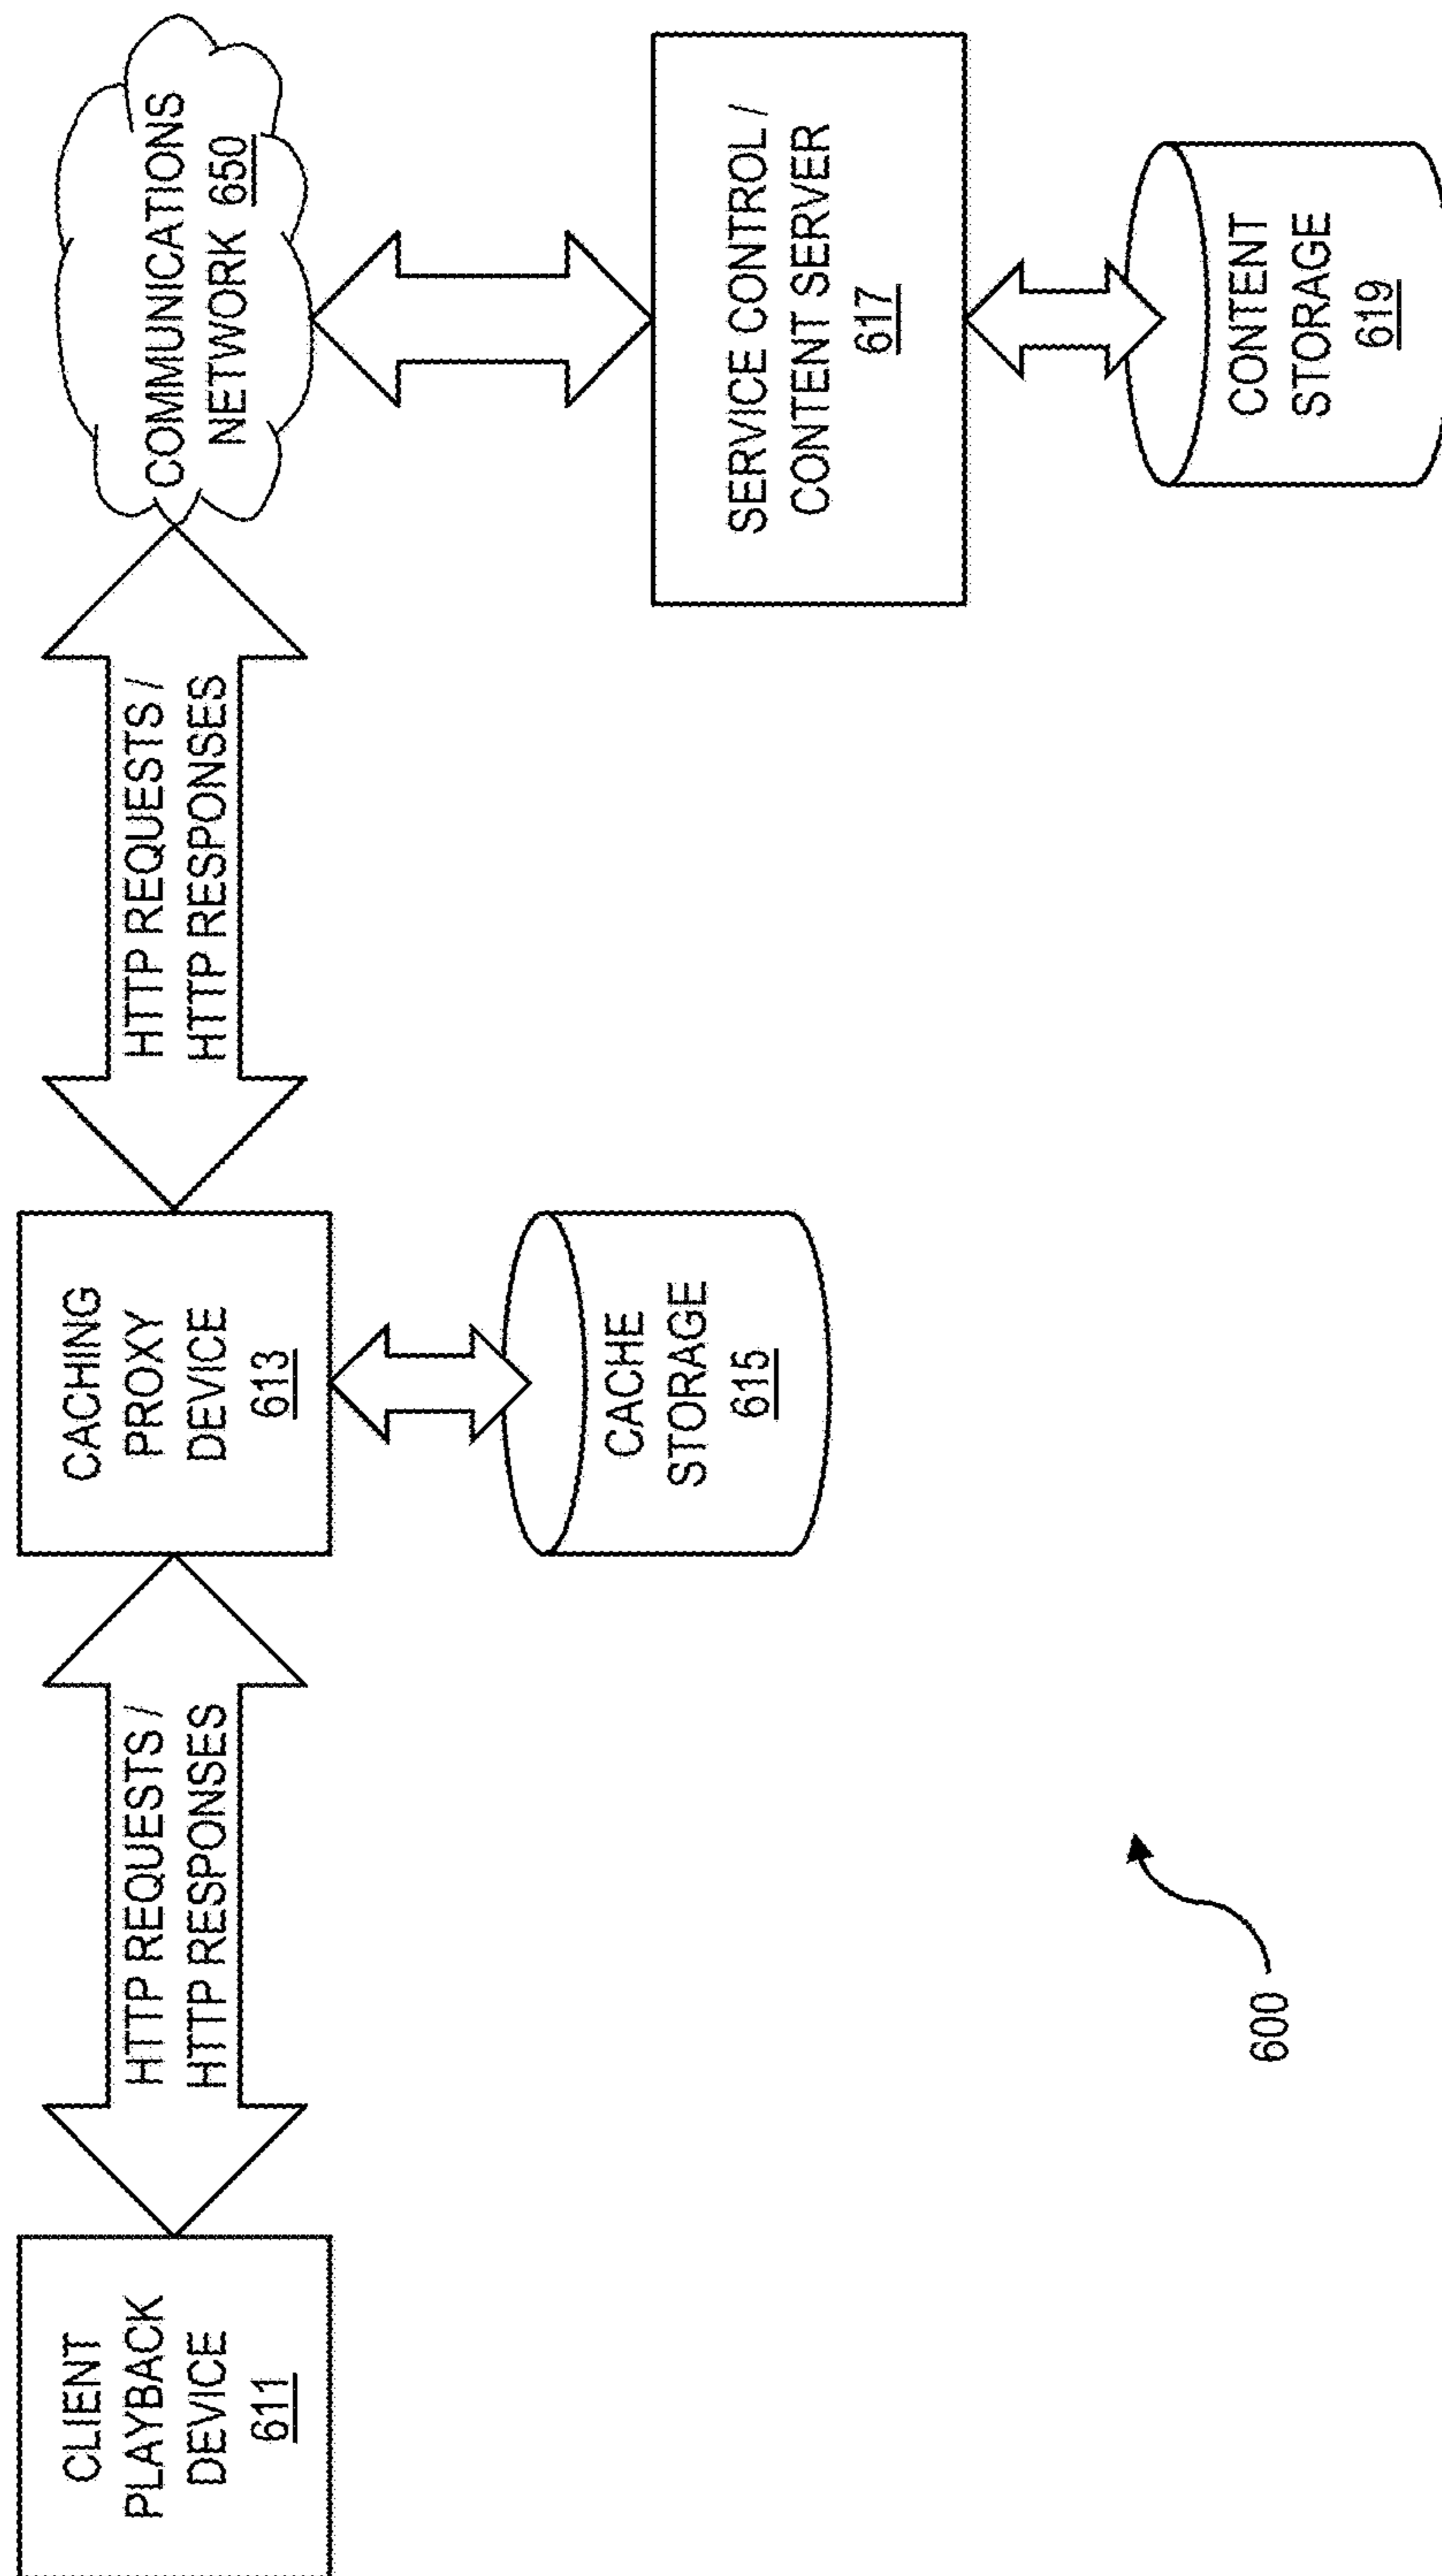 CLIENT
PLAYBACK
DEVICE
611
HTTP REQUESTS /
HTTP RESPONSES
CACHING
PROXY
DEVICE
613
HTTP REQUESTS /
HTTP RESPONSES
COMMUNICATIONS
NETWORK 650
CACHE
STORAGE
615
SERVICE CONTROL /
CONTENT SERVER
617
CONTENT
STORAGE
619
600